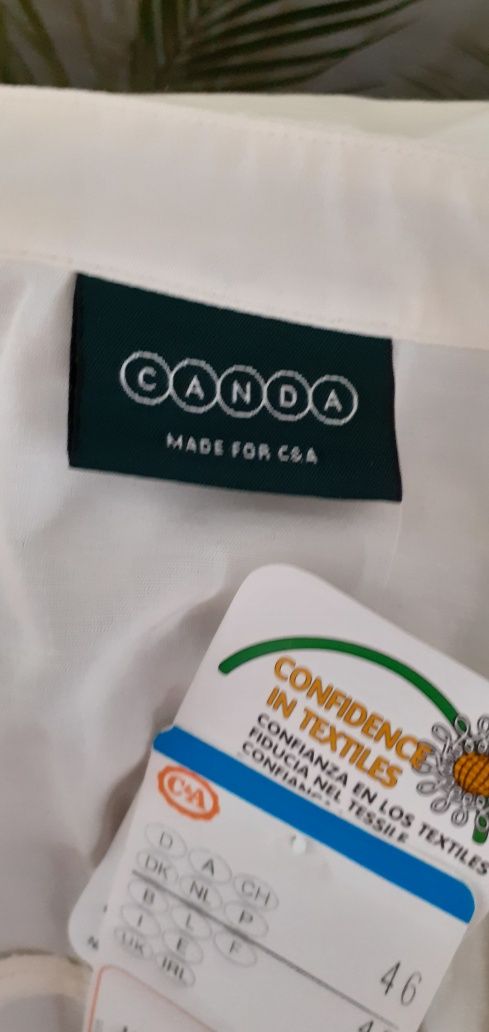 CANDA
MADE FOR C&A
CONFIDENCE
IN TEXTILES
CONFIANZA EN LOS TEXTILES
FIDUCIA NEL TESSILE
C&A
D A CH
DK NL P
B L F
I E
UK IRL
46